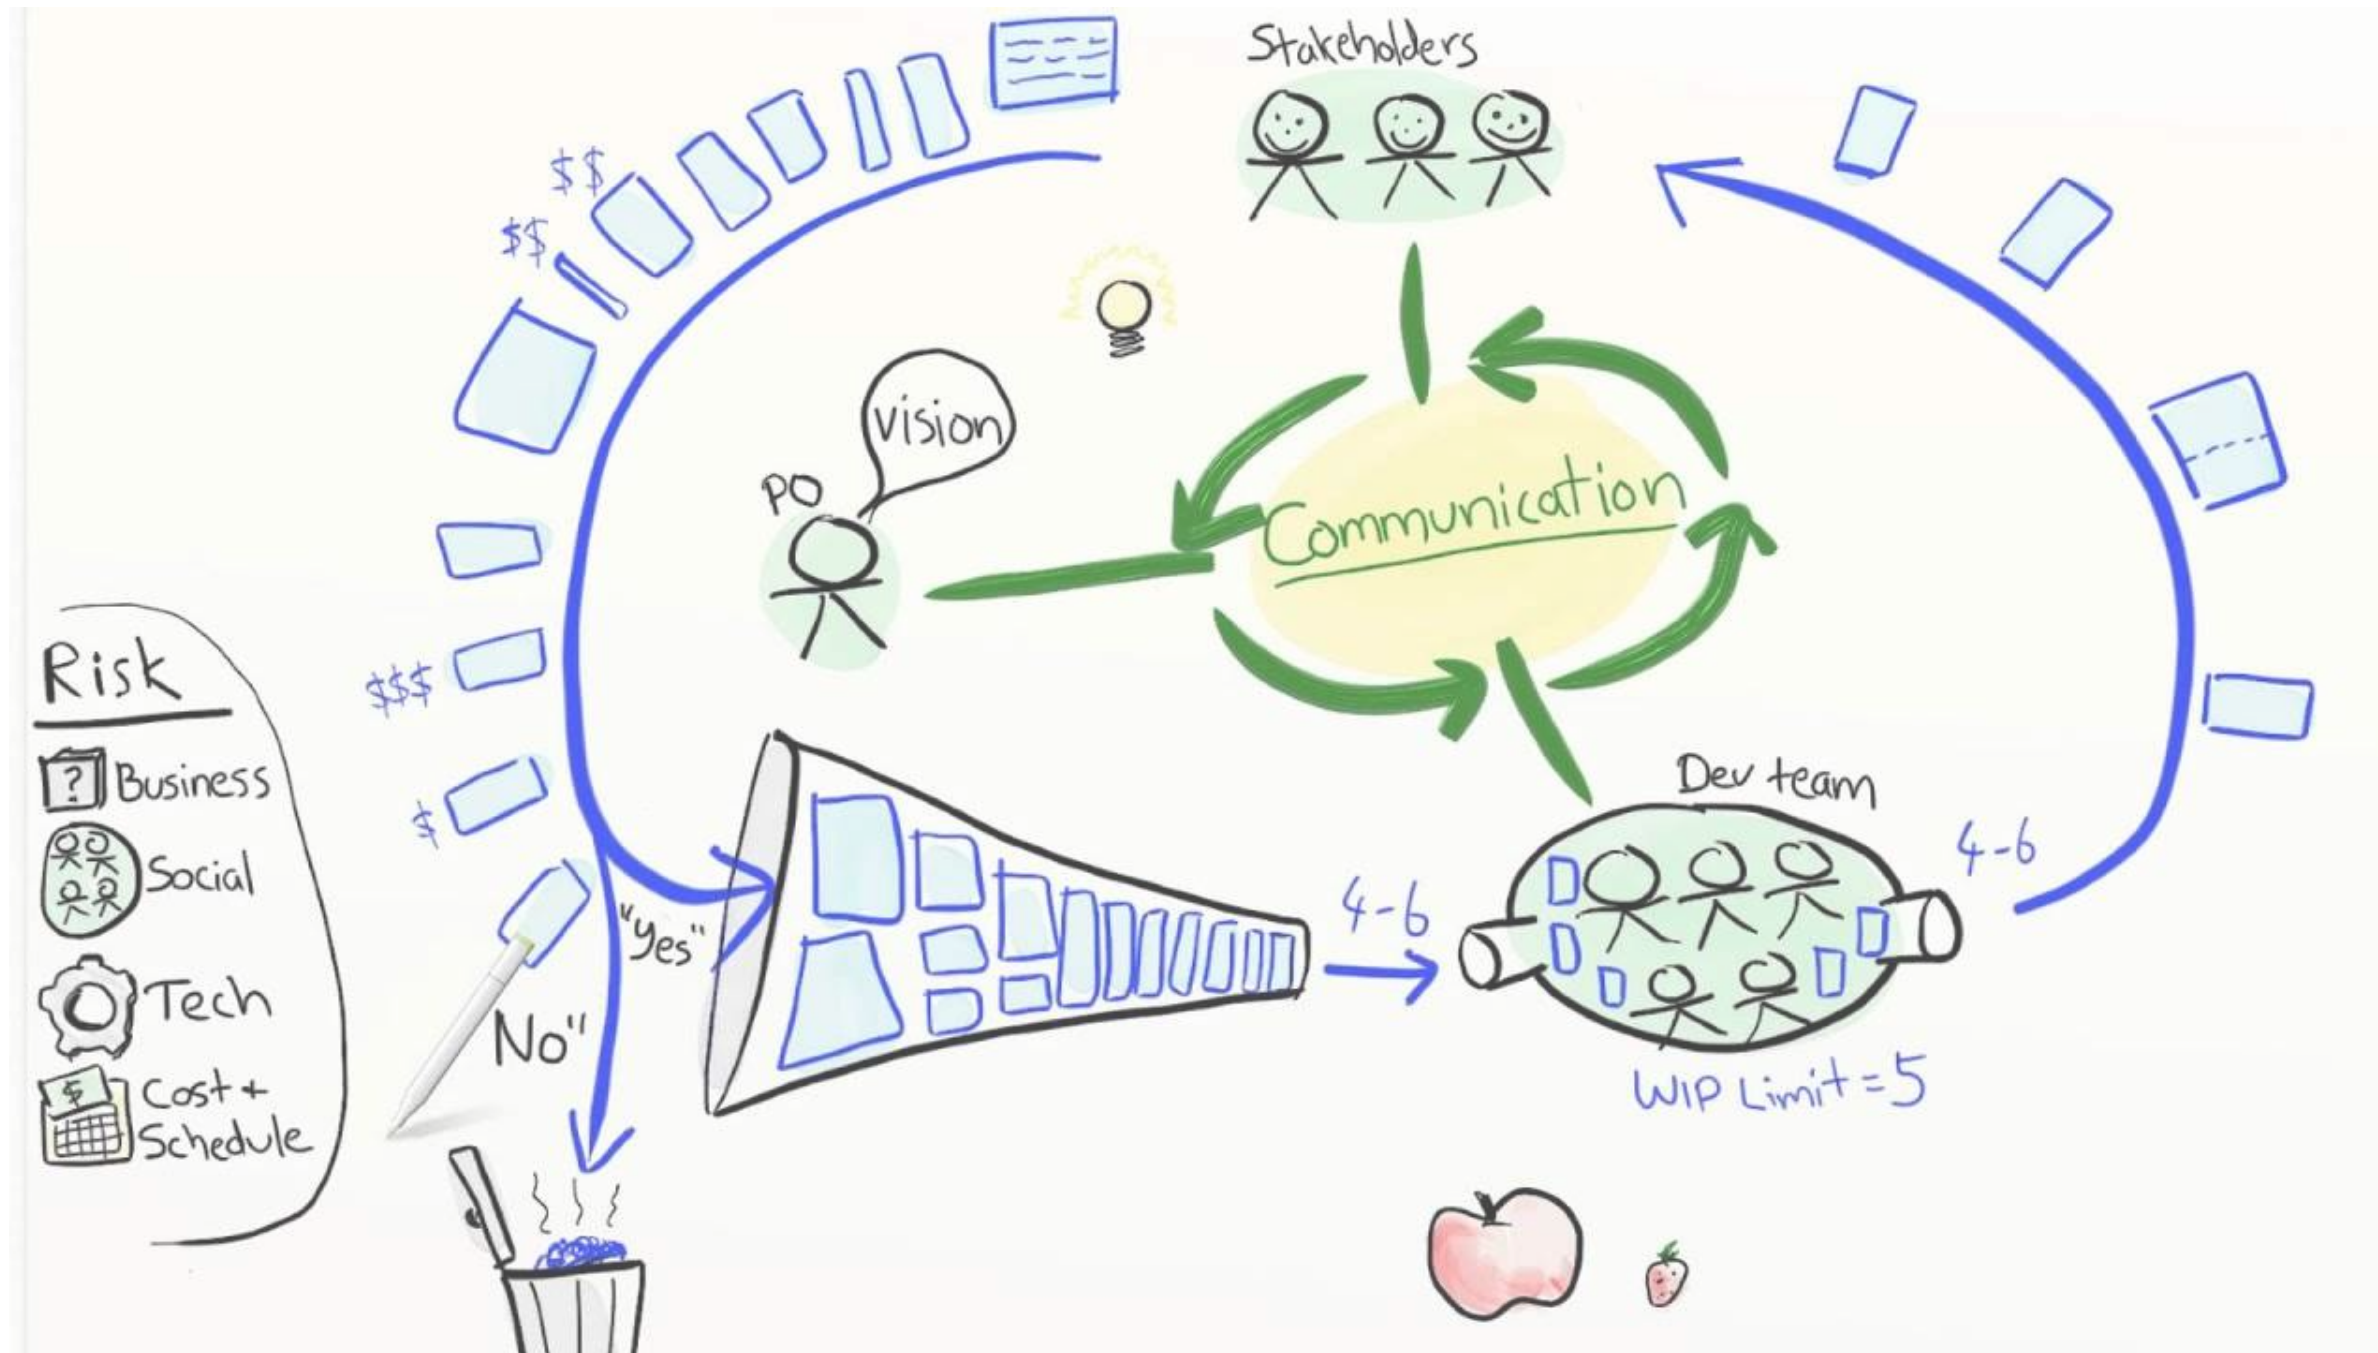 Stakeholders
$$
$$
vision
PO
Communication
Risk
$$$
? Business
$
Social
Dev team
4-6
4-6
"yes"
Tech
No"
$ Cost +
Schedule
WIP Limit = 5